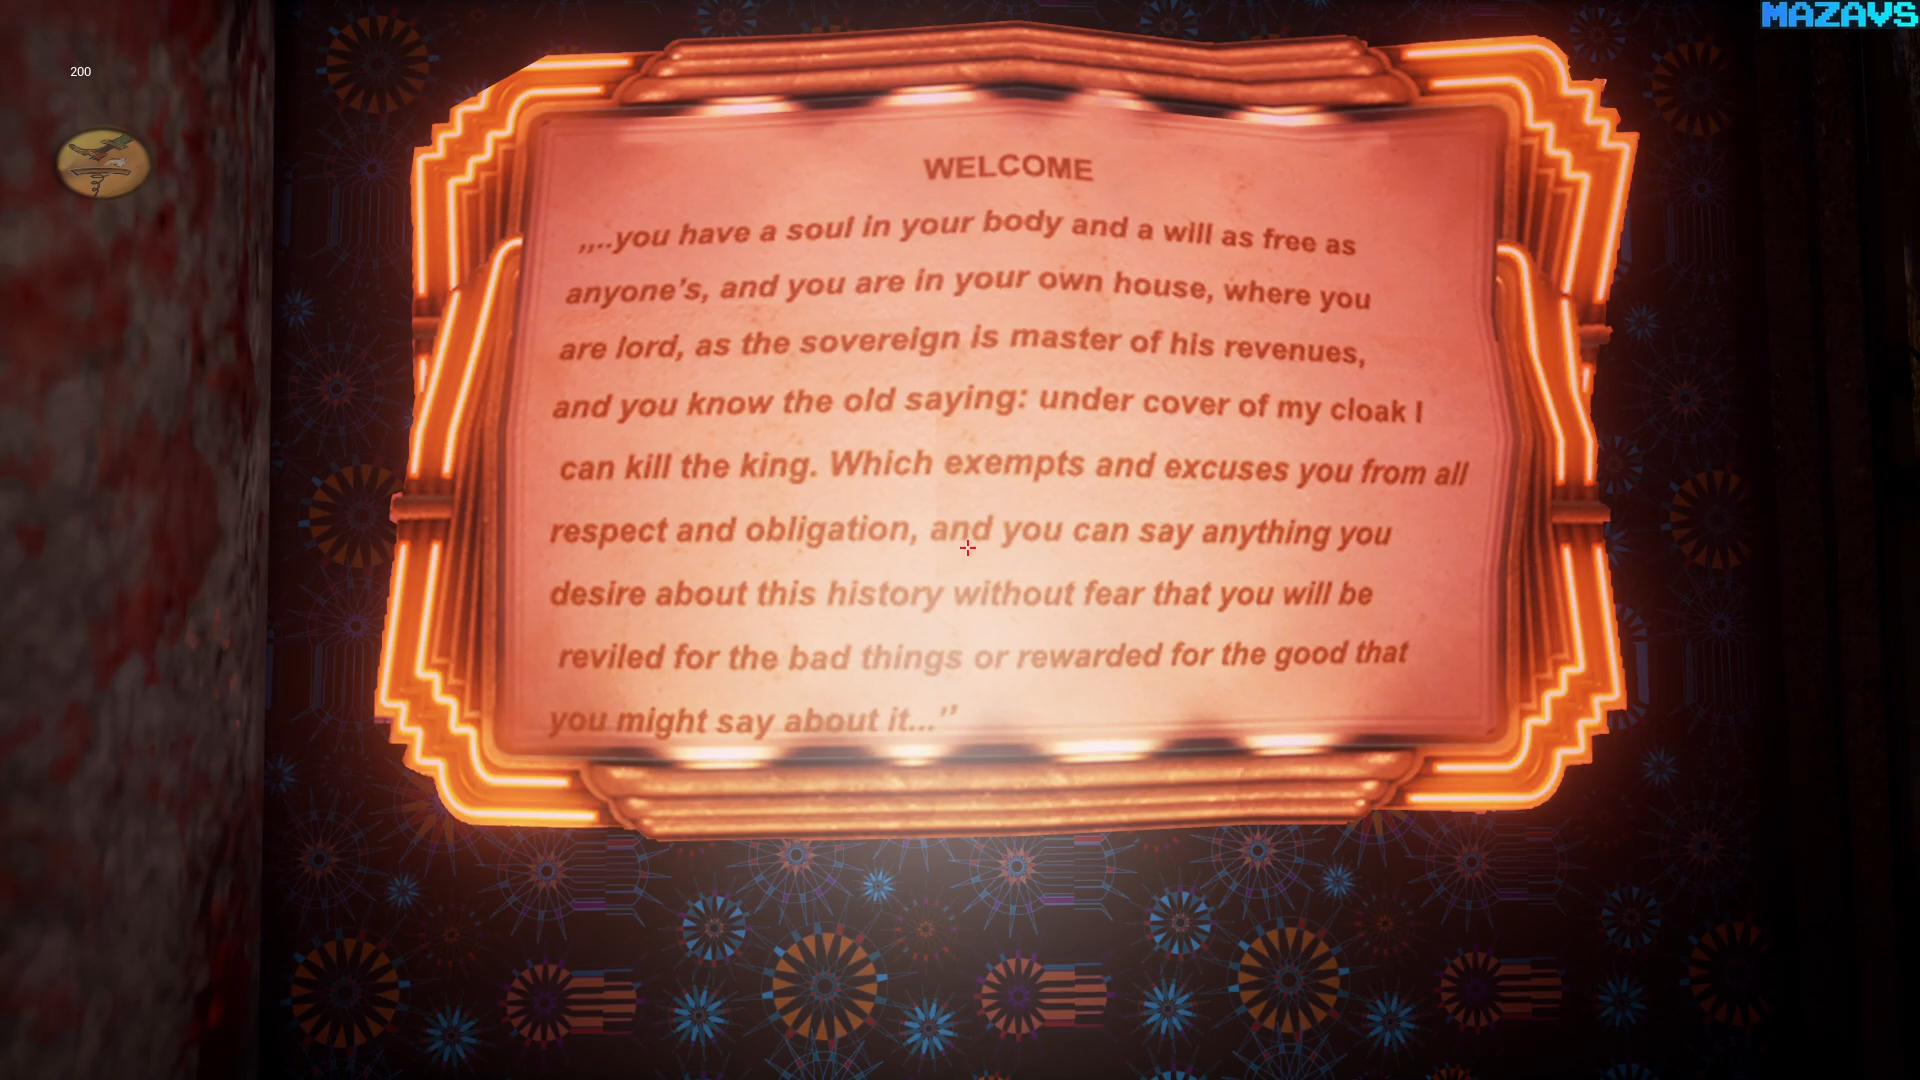 MAZAVS
200
WELCOME
„..you have a soul in your body and a will as free as
anyone's, and you are in your own house, where you
are lord, as the sovereign is master of his revenues,
and you know the old saying: under cover of my cloak I
can kill the king. Which exempts and excuses you from all
respect and obligation, and you can say anything you
desire about this history without fear that you will be
reviled for the bad things or rewarded for the good that
you might say about it...’’